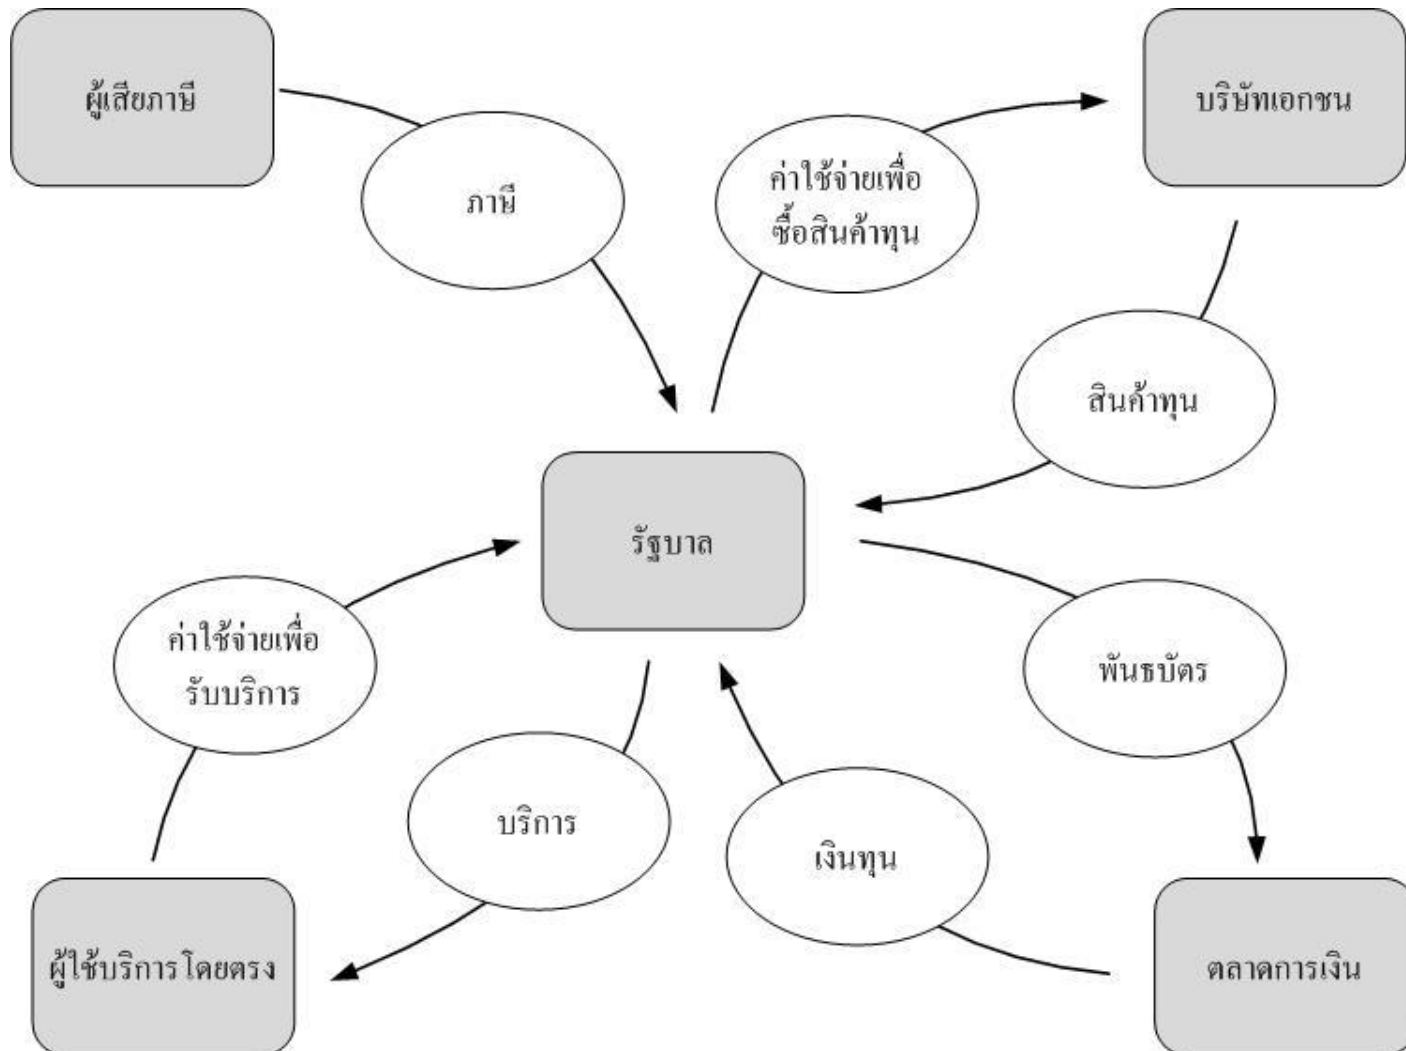 ผู้เสียภาษี
บริษัทเอกชน
ภาษี
ค่าใช้จ่ายเพื่อ
ซื้อสินค้าทุน
สินค้าทุน
รัฐบาล
ค่าใช้จ่ายเพื่อ
รับบริการ
พันธบัตร
บริการ
เงินทุน
ผู้ใช้บริการโดยตรง
ตลาดการเงิน